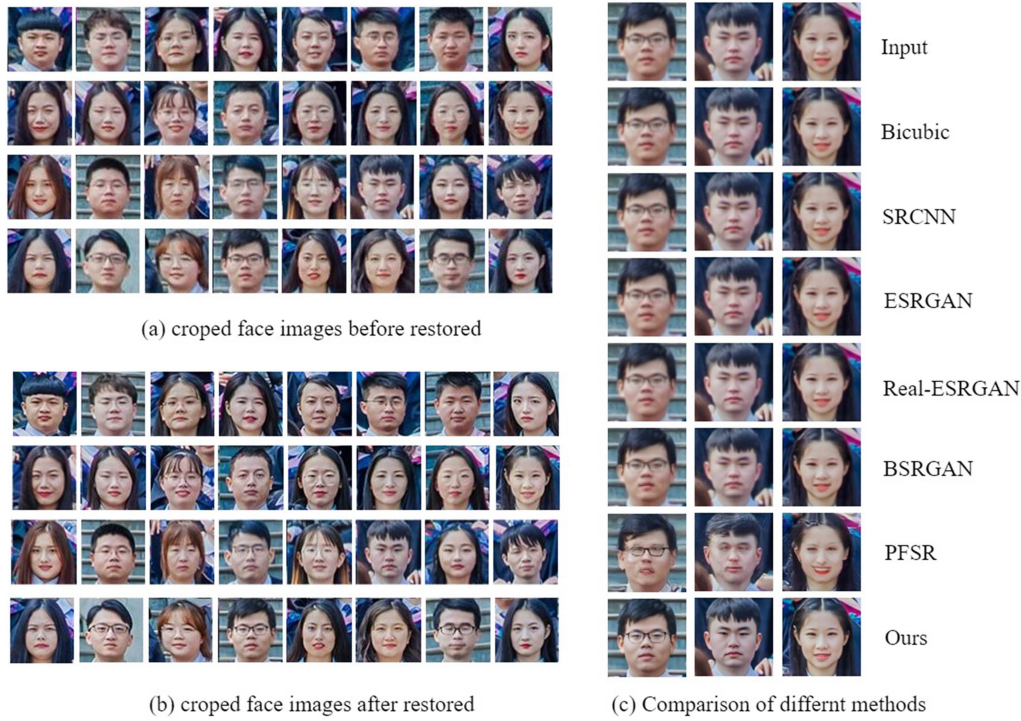 (a) croped face images before restored
(b) croped face images after restored
Input
Bicubic
SRCNN
ESRGAN
Real-ESRGAN
BSRGAN
PFSR
Ours
(c) Comparison of differnt methods